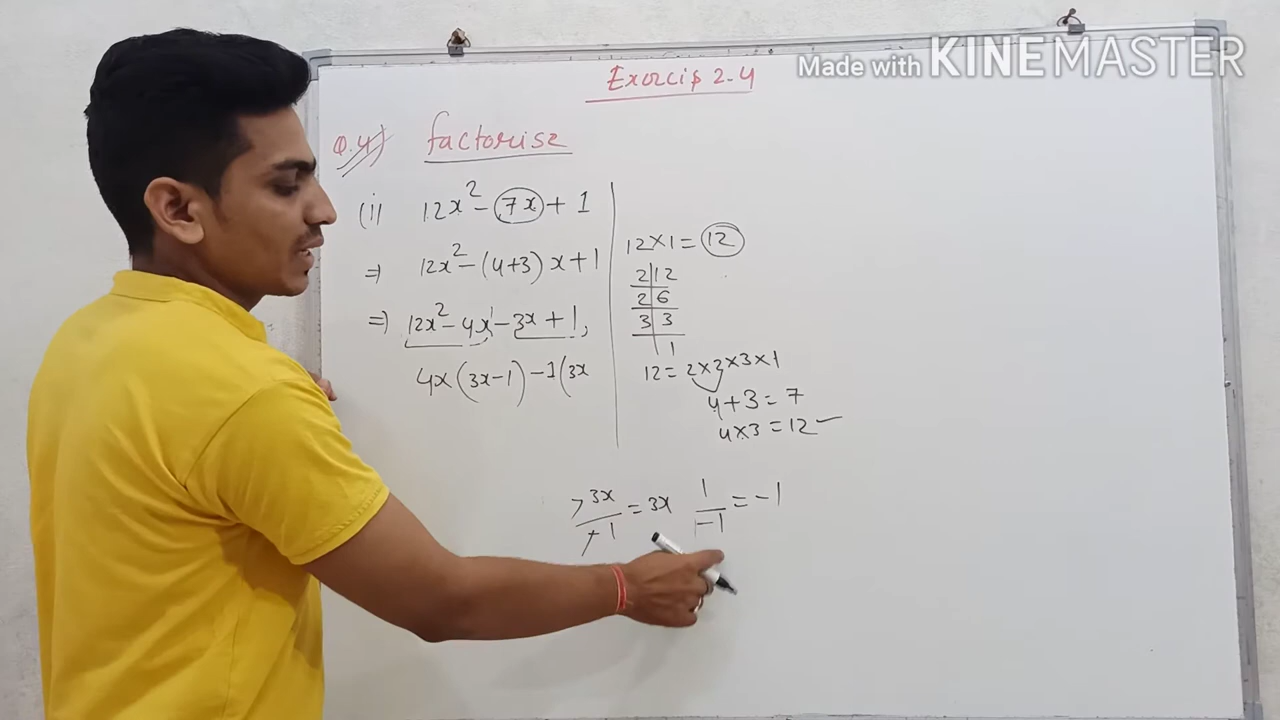 Made with KINEMASTER
Exercis 2.4
Q.4) factorise
(i) 12x² - 7x + 1
⇒ 12x² - (4+3) x + 1
⇒ 12x² - 4x - 3x + 1,
4x (3x-1) -1 (3x
12×1 = 12
2 | 12
2 | 6
3 | 3
| 1
12 = 2×2×3×1
4+3 = 7
4×3 = 12
-3x/-1 = 3x 1/-1 = -1